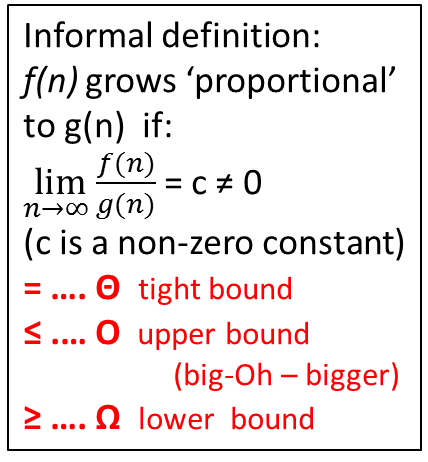 Informal definition:
f(n) grows ‘proportional’
to g(n) if:
lim n→∞ f(n)/g(n) = c ≠ 0
(c is a non-zero constant)
= .... Θ tight bound
≤ .... O upper bound
(big-Oh – bigger)
≥ .... Ω lower bound